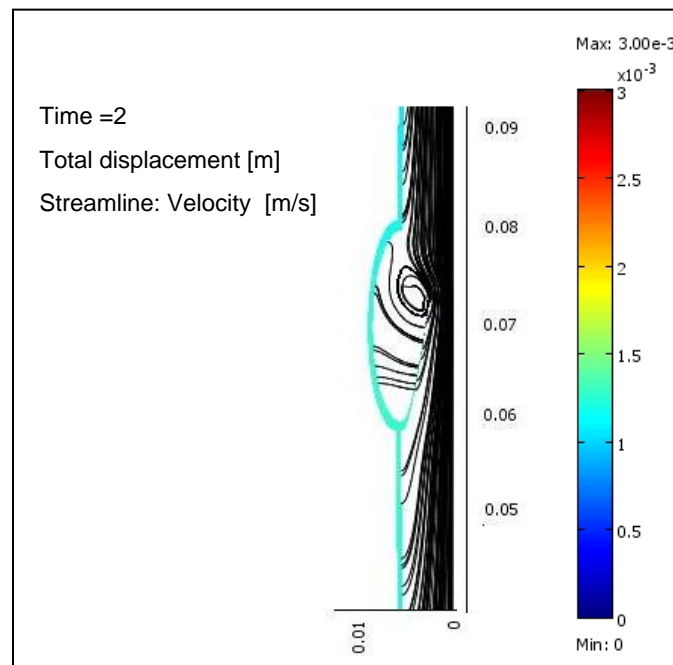 Time =2
Total displacement [m]
Streamline: Velocity [m/s]
Max: 3.00e-3
x10^-3
3
2.5
2
1.5
1
0.5
0
Min: 0
0.09
0.08
0.07
0.06
0.05
0.01
0